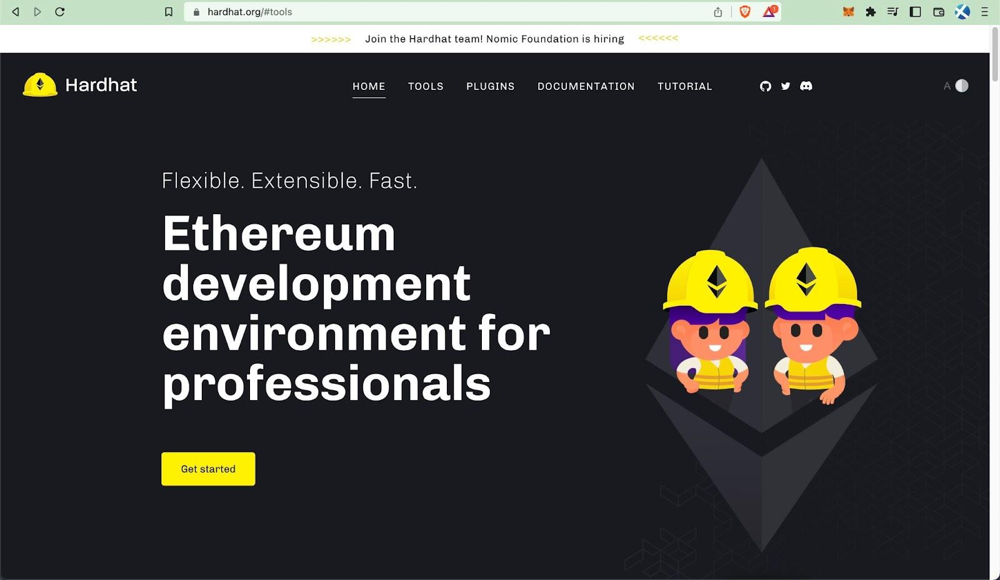 hardhat.org/#tools
1
>>>>>> Join the Hardhat team! Nomic Foundation is hiring <<<<<<
Hardhat
HOME TOOLS PLUGINS DOCUMENTATION TUTORIAL
A
Flexible. Extensible. Fast.
Ethereum
development
environment for
professionals
Get started